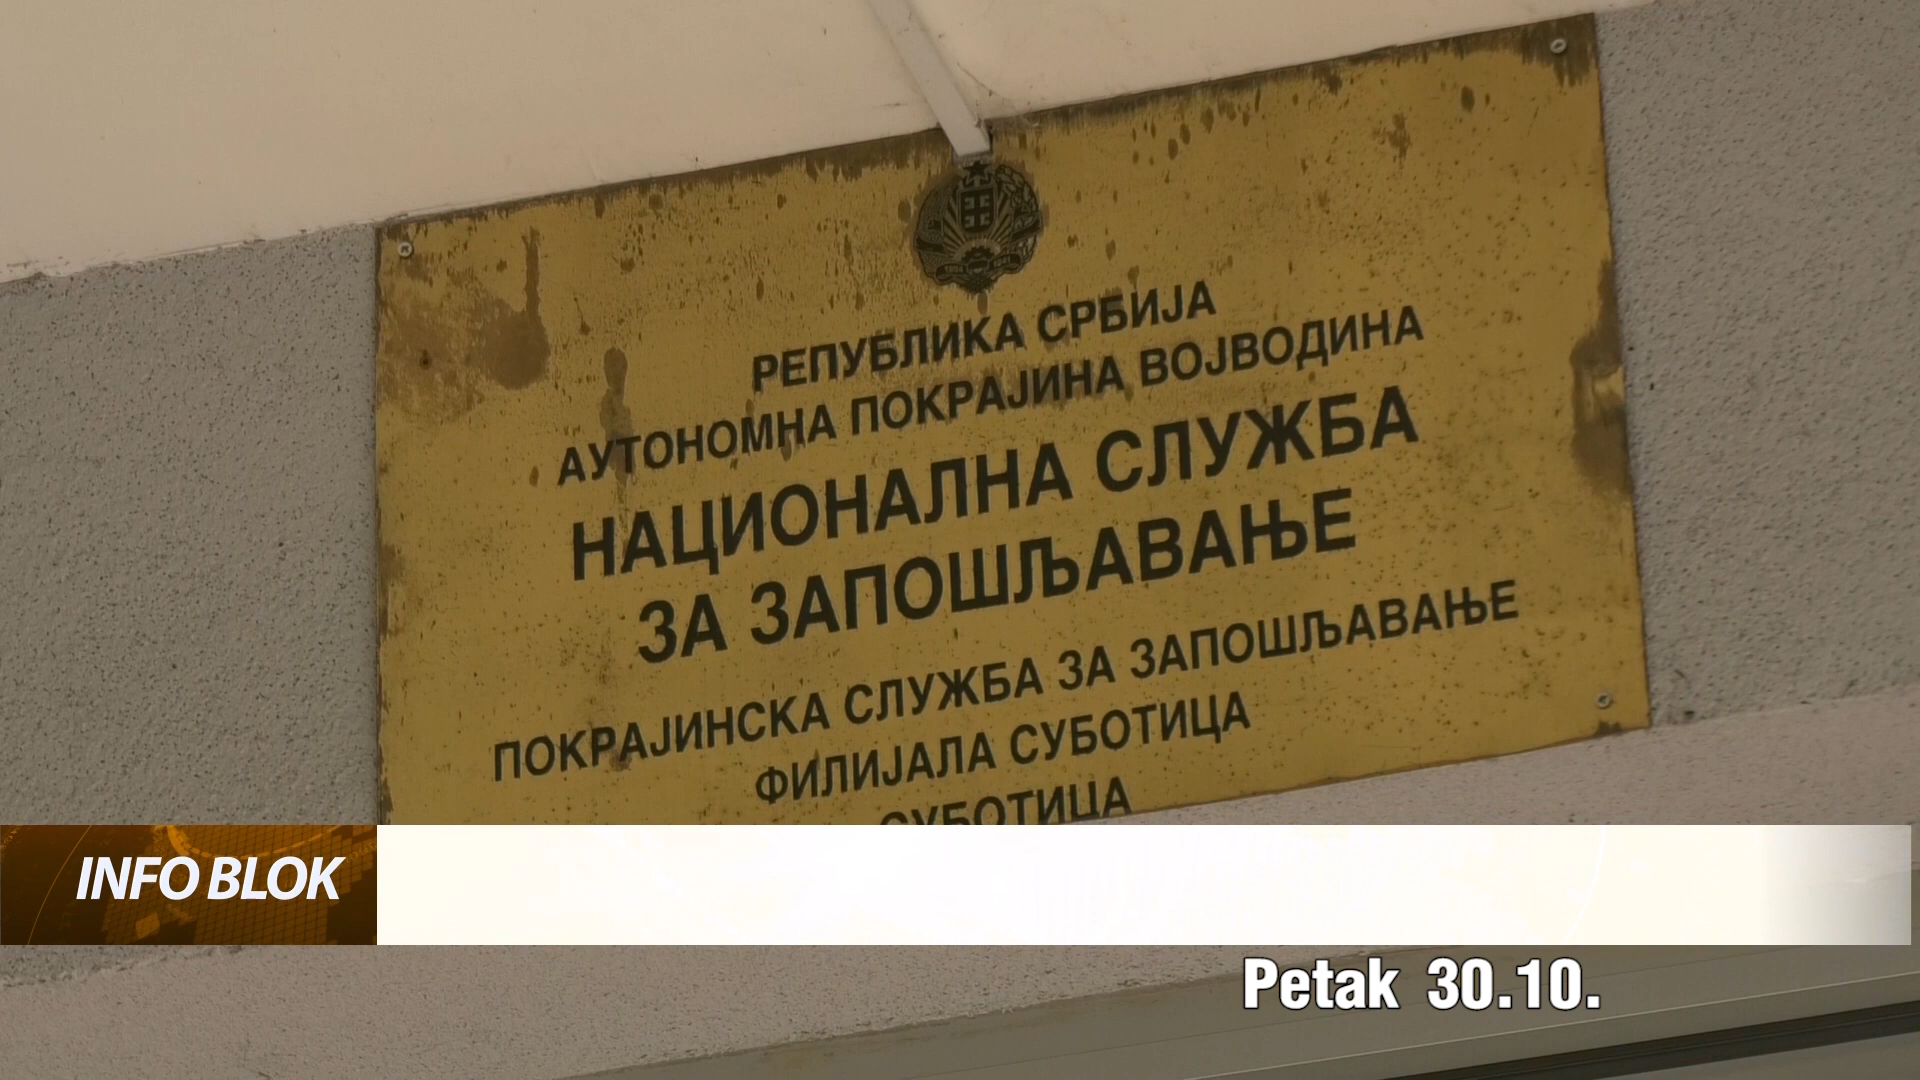 РЕПУБЛИКА СРБИЈА
АУТОНОМНА ПОКРАЈИНА ВОЈВОДИНА
НАЦИОНАЛНА СЛУЖБА
ЗА ЗАПОШЉАВАЊЕ
ПОКРАЈИНСКА СЛУЖБА ЗА ЗАПОШЉАВАЊЕ
ФИЛИЈАЛА СУБОТИЦА
СУБОТИЦА
INFO BLOK
Petak 30.10.